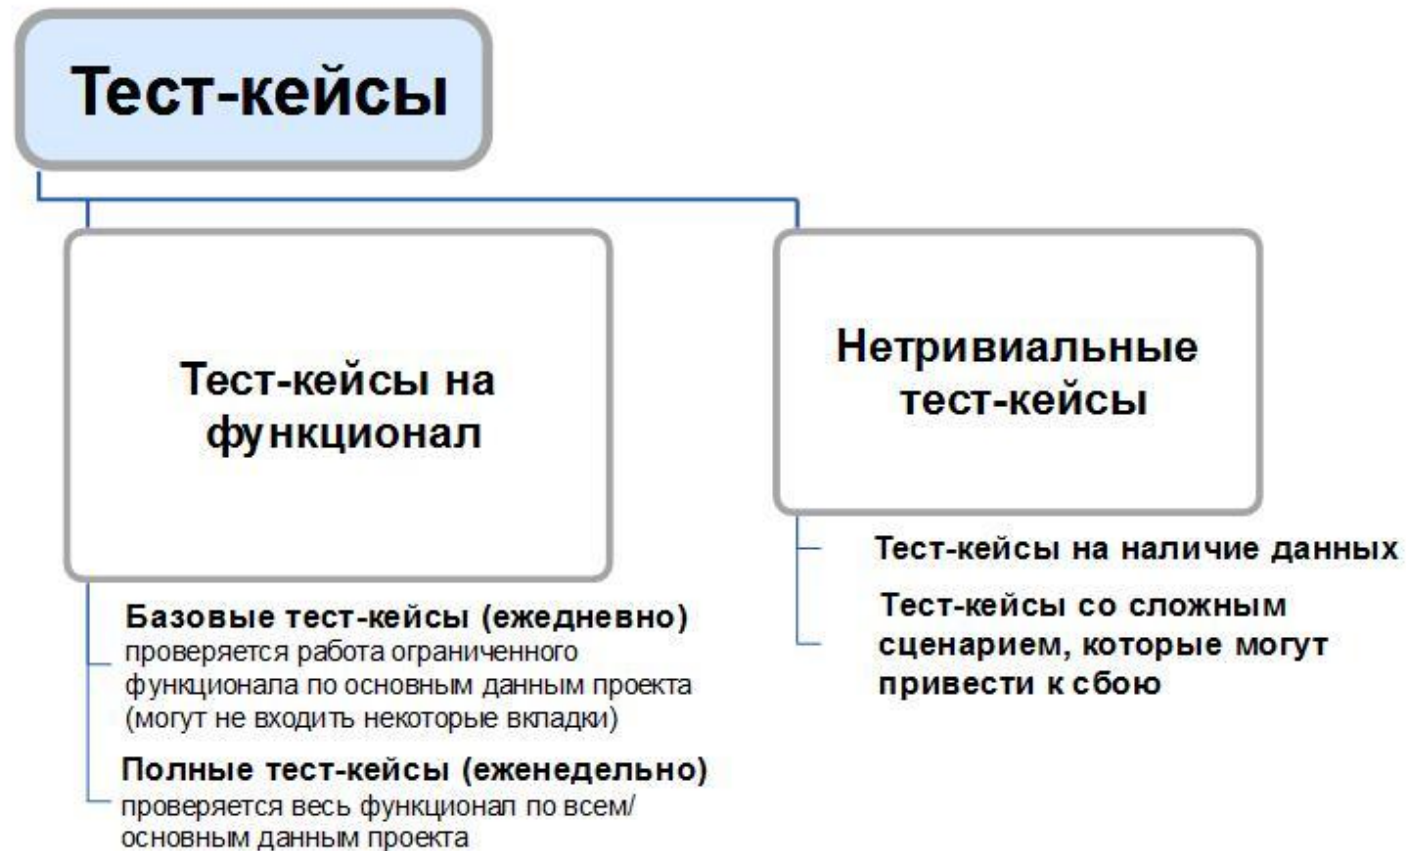 Тест-кейсы
Тест-кейсы на
функционал
Базовые тест-кейсы (ежедневно)
проверяется работа ограниченного
функционала по основным данным проекта
(могут не входить некоторые вкладки)
Полные тест-кейсы (еженедельно)
проверяется весь функционал по всем/
основным данным проекта
Нетривиальные
тест-кейсы
Тест-кейсы на наличие данных
Тест-кейсы со сложным
сценарием, которые могут
привести к сбою